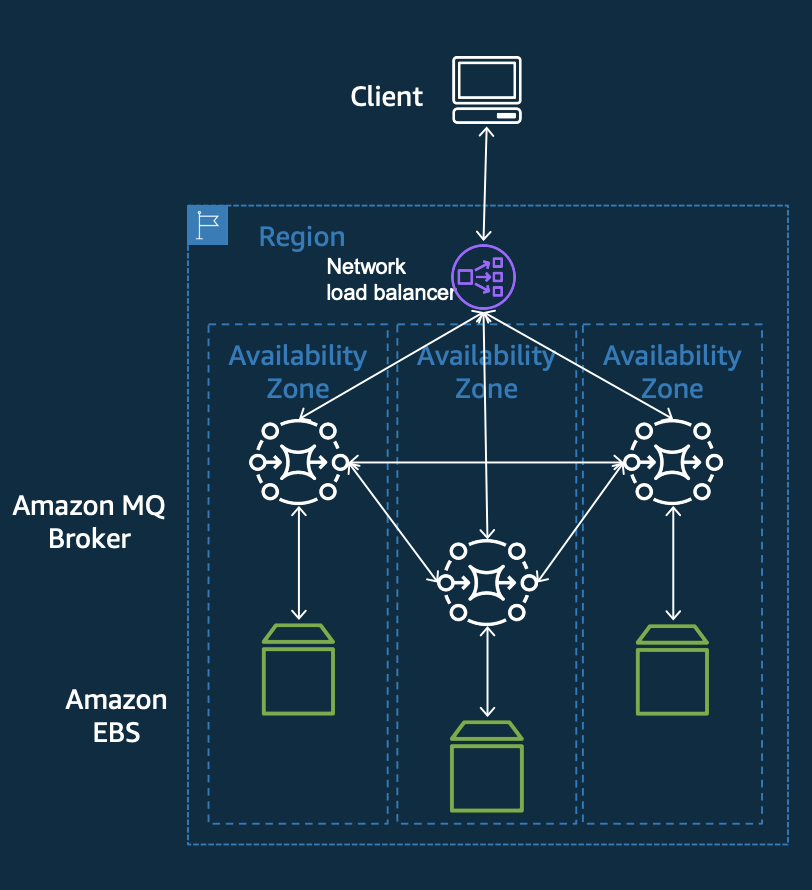 Client
Region
Network
load balancer
Availability
Zone
Availability
Zone
Availability
Zone
Amazon MQ
Broker
Amazon
EBS